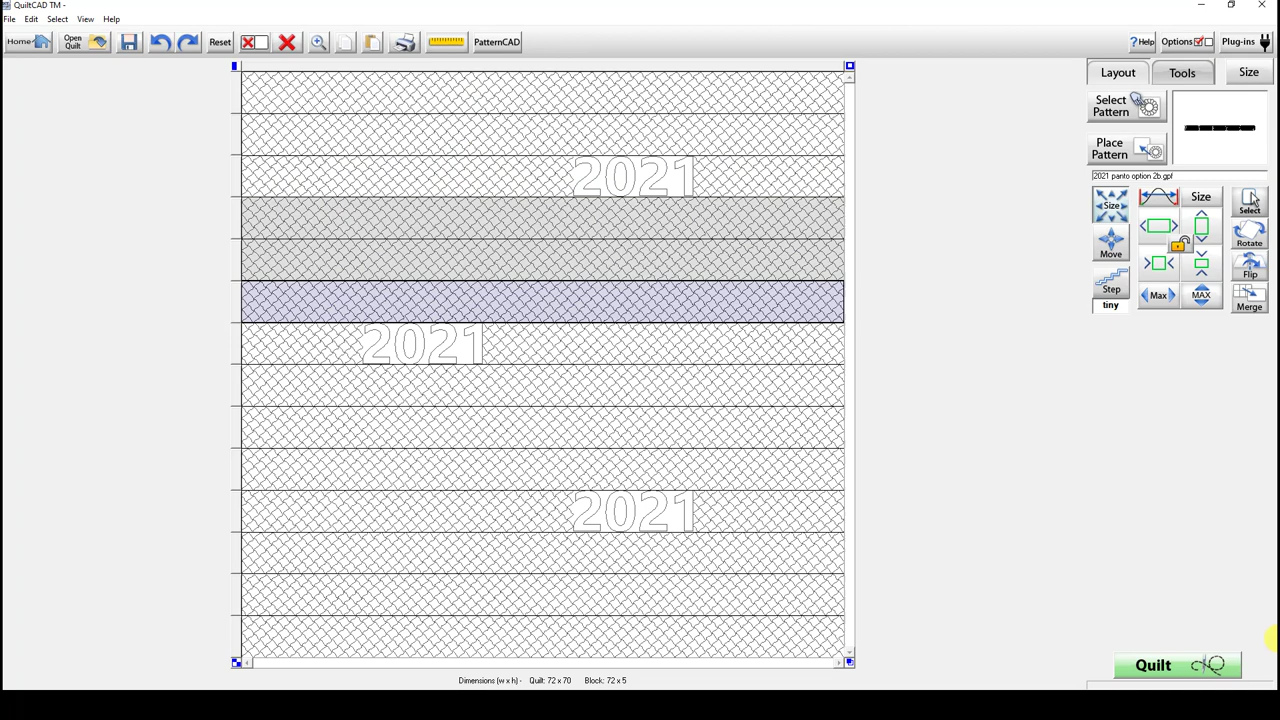 QuiltCAD TM -
File Edit Select View Help
Home Open Quilt Reset PatternCAD Help Options Plug-ins
Layout Tools Size
Select Pattern
Place Pattern
2021 panto option 2b.gpf
Size Size Select
Move Rotate
Flip
Step Max MAX Merge
tiny
2021
2021
2021
Quilt
Dimensions (w x h) - Quilt: 72 x 70 Block: 72 x 5